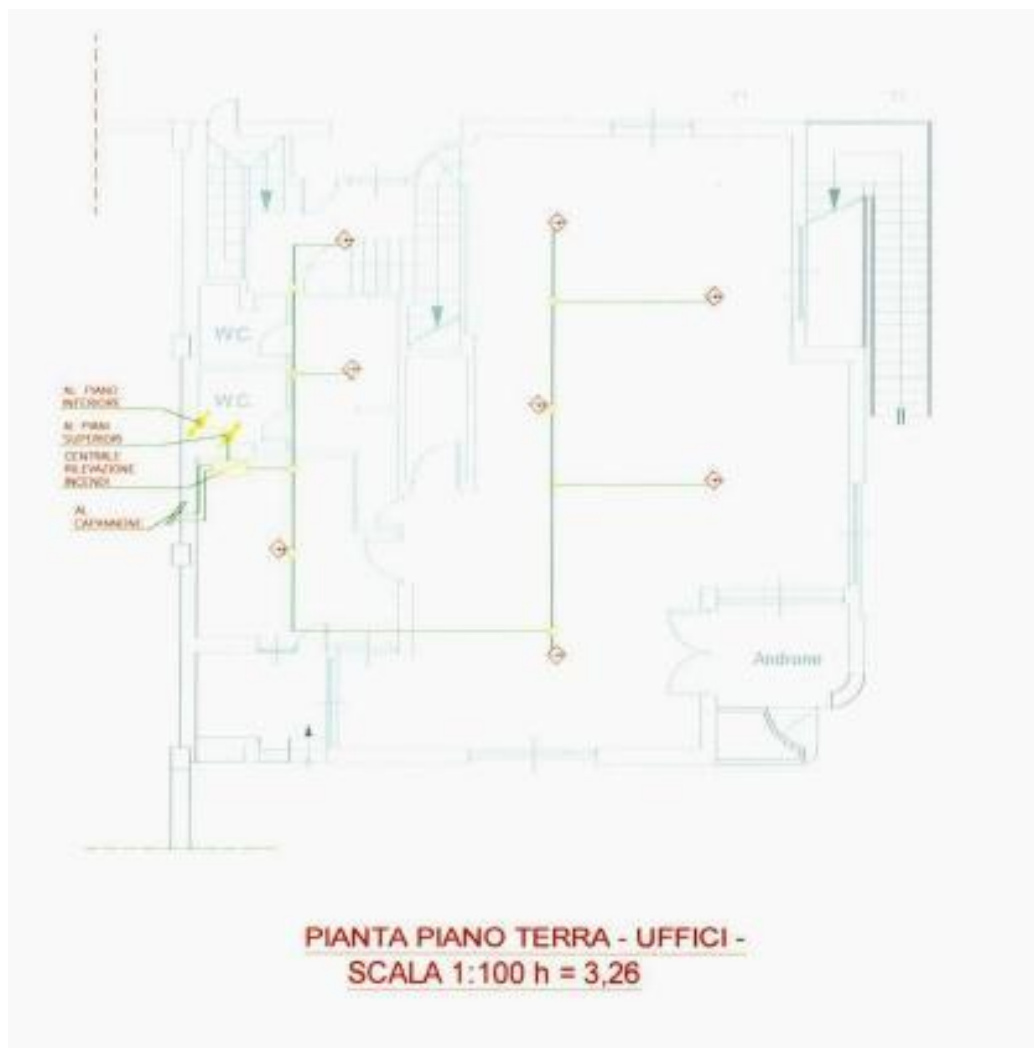 W.C.
W.C.
AL PIANO
INFERIORE
AI PIANI
SUPERIORI
CENTRALE
RILEVAZIONE
INCENDI
AL
CAPANNONE
Androne
PIANTA PIANO TERRA - UFFICI -
SCALA 1:100 h = 3,26